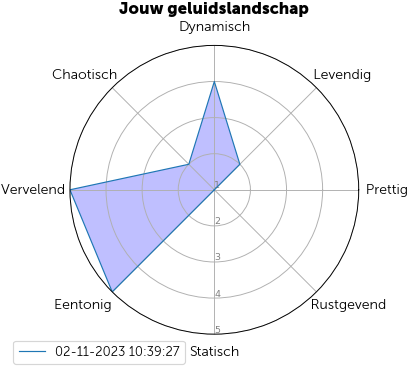 Jouw geluidslandschap
Dynamisch
Chaotisch
Levendig
Vervelend
1
Prettig
2
3
4
Eentonig
Rustgevend
5
02-11-2023 10:39:27
Statisch